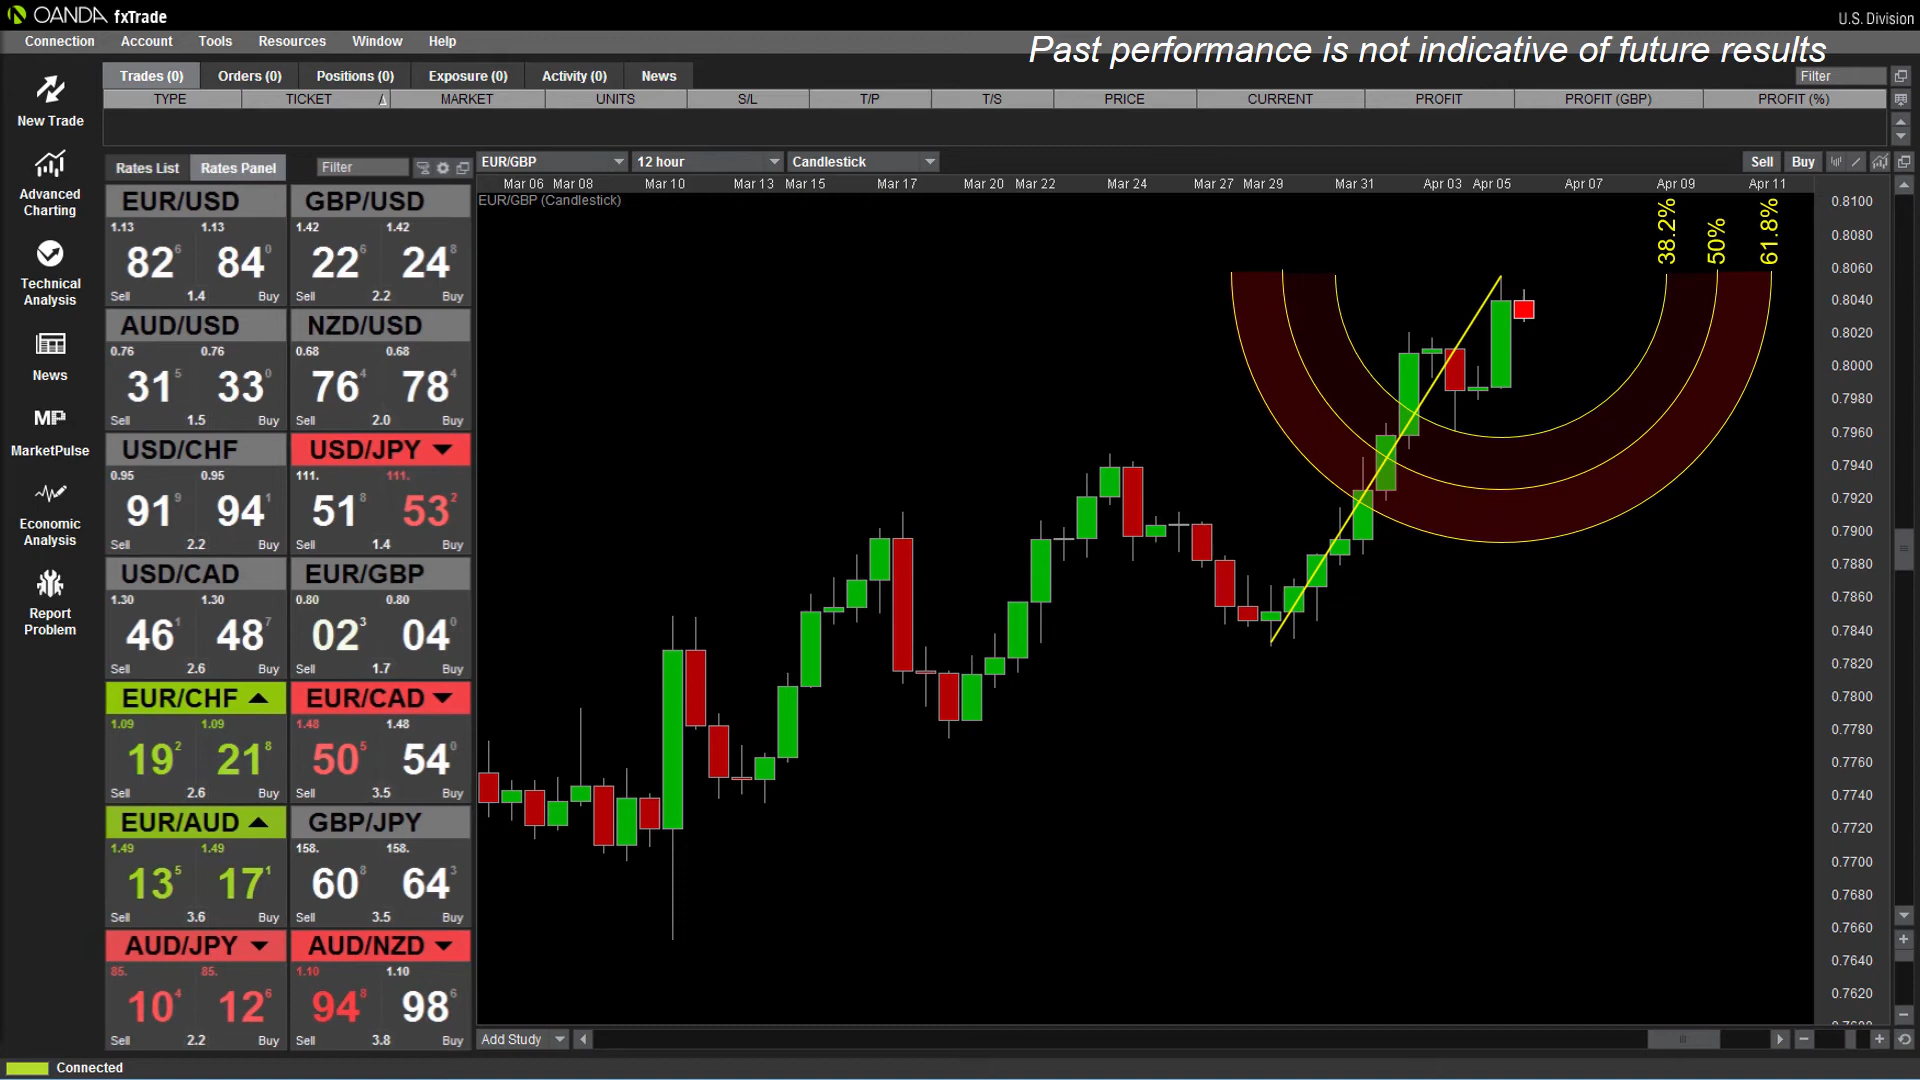 OANDA fxTrade
U.S. Division
Connection Account Tools Resources Window Help
Past performance is not indicative of future results
Trades (0) Orders (0) Positions (0) Exposure (0) Activity (0) News
Filter
TYPE TICKET MARKET UNITS S/L T/P T/S PRICE CURRENT PROFIT PROFIT (GBP) PROFIT (%)
New Trade
Advanced
Charting
Technical
Analysis
News
MP
MarketPulse
Economic
Analysis
Report
Problem
Rates List Rates Panel Filter
EUR/USD GBP/USD
1.13 1.13 1.42 1.42
82 6 84 0 22 6 24 8
Sell 1.4 Buy Sell 2.2 Buy
AUD/USD NZD/USD
0.76 0.76 0.68 0.68
31 5 33 0 76 4 78 4
Sell 1.5 Buy Sell 2.0 Buy
USD/CHF USD/JPY
0.95 0.95 111. 111.
91 9 94 1 51 8 53 2
Sell 2.2 Buy Sell 1.4 Buy
USD/CAD EUR/GBP
1.30 1.30 0.80 0.80
46 1 48 7 02 3 04 0
Sell 2.6 Buy Sell 1.7 Buy
EUR/CHF EUR/CAD
1.09 1.09 1.48 1.48
19 2 21 8 50 5 54 0
Sell 2.6 Buy Sell 3.5 Buy
EUR/AUD GBP/JPY
1.49 1.49 158. 158.
13 5 17 1 60 8 64 3
Sell 3.6 Buy Sell 3.5 Buy
AUD/JPY AUD/NZD
85. 85. 1.10 1.10
10 4 12 6 94 8 98 6
Sell 2.2 Buy Sell 3.8 Buy
EUR/GBP 12 hour Candlestick Sell Buy
Mar 06 Mar 08 Mar 10 Mar 13 Mar 15 Mar 17 Mar 20 Mar 22 Mar 24 Mar 27 Mar 29 Mar 31 Apr 03 Apr 05 Apr 07 Apr 09 Apr 11
EUR/GBP (Candlestick)
38.2% 50% 61.8%
0.8100
0.8080
0.8060
0.8040
0.8020
0.8000
0.7980
0.7960
0.7940
0.7920
0.7900
0.7880
0.7860
0.7840
0.7820
0.7800
0.7780
0.7760
0.7740
0.7720
0.7700
0.7680
0.7660
0.7640
0.7620
Add Study
Connected